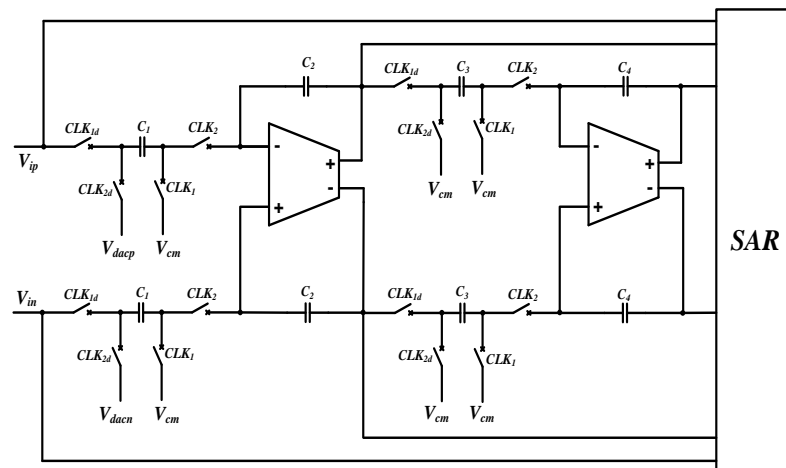 C2 CLK1d C3 CLK2 C4
CLK1d C1 CLK2
CLK2d CLK1
Vip - + - +
CLK2d CLK1 Vcm Vcm - -
Vdacp Vcm + +
SAR
Vin CLK1d C1 CLK2 C2 CLK1d C3 CLK2 C4
CLK2d CLK1 CLK2d CLK1
Vdacn Vcm Vcm Vcm